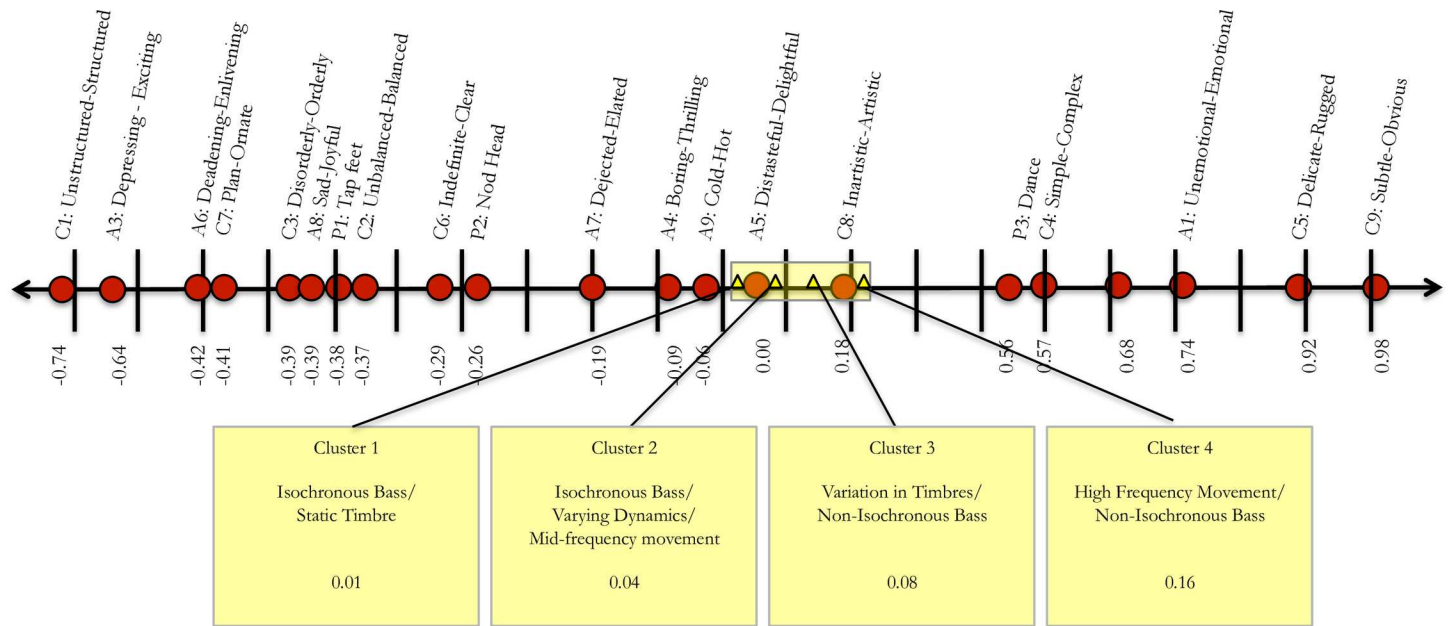 C1: Unstructured-Structured
A3: Depressing - Exciting
A6: Deadening-Enlivening
C7: Plan-Ornate
C3: Disorderly-Orderly
A8: Sad-Joyful
P1: Tap feet
C2: Unbalanced-Balanced
C6: Indefinite-Clear
P2: Nod Head
A7: Dejected-Elated
A4: Boring-Thrilling
A9: Cold-Hot
A5: Distasteful-Delightful
C8: Inartistic-Artistic
P3: Dance
C4: Simple-Complex
A1: Unemotional-Emotional
C5: Delicate-Rugged
C9: Subtle-Obvious
-0.74
-0.64
-0.42
-0.41
-0.39
-0.39
-0.38
-0.37
-0.29
-0.26
-0.19
-0.09
-0.06
0.00
0.18
0.56
0.57
0.68
0.74
0.92
0.98
Cluster 1
Isochronous Bass/
Static Timbre
0.01
Cluster 2
Isochronous Bass/
Varying Dynamics/
Mid-frequency movement
0.04
Cluster 3
Variation in Timbres/
Non-Isochronous Bass
0.08
Cluster 4
High Frequency Movement/
Non-Isochronous Bass
0.16